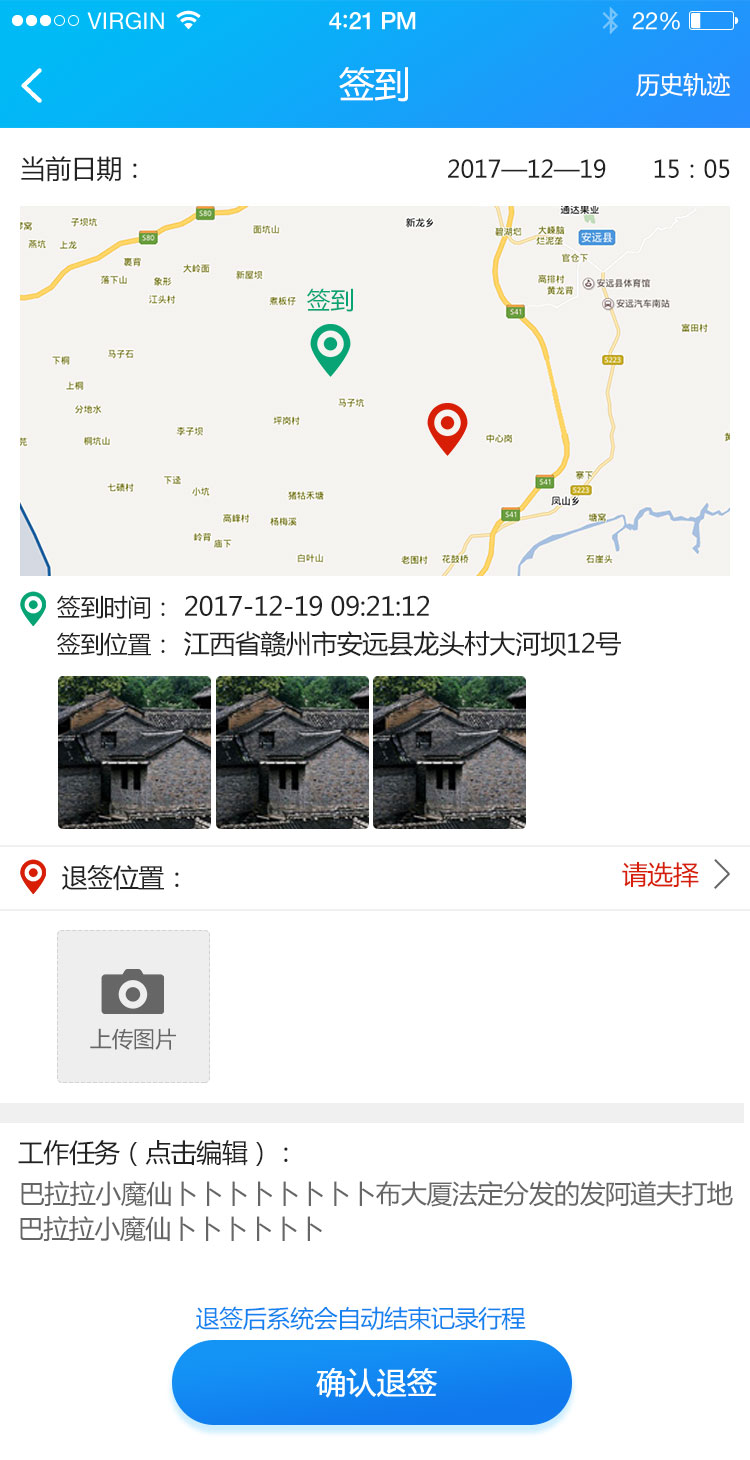 VIRGIN 4:21 PM 22%
签到 历史轨迹
当前日期： 2017—12—19 15：05
S80
通达果业
子坝坑
新龙乡
面坑山
碧湖垇
大嵊脑
烂泥垄
安远县
S80
燕坑
上龙
官仓下
裏背
大岭面
新屋坝
高排村
安远县体育馆
落下山
象形
黄龙背
江头村
煮板仔
签到
安远汽车南站
S41
富田村
马子石
下桐
S223
上桐
分地水
马子坑
坪岗村
李子坝
中心岗
桐坑山
下迳
寨下
七碛村
小坑
S41
S223
猪牯禾塘
凤山乡
高峰村
杨梅溪
S41
塘窝
岭背
庙下
白叶山
老围村
花鼓桥
石崖头
签到时间： 2017-12-19 09:21:12
签到位置： 江西省赣州市安远县龙头村大河坝12号
退签位置： 请选择
上传图片
工作任务（点击编辑）：
巴拉拉小魔仙卜卜卜卜卜卜卜卜布大厦法定分发的发阿道夫打地
巴拉拉小魔仙卜卜卜卜卜卜
退签后系统会自动结束记录行程
确认退签